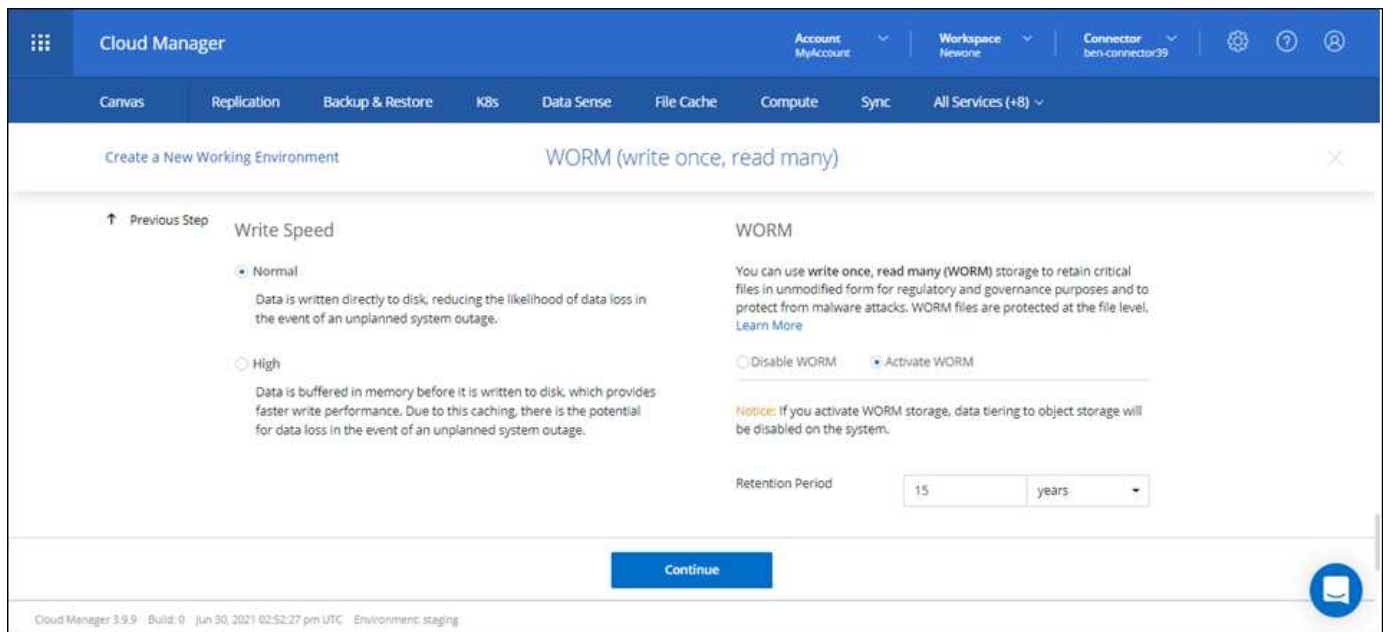 Cloud Manager
Account
MyAccount
Workspace
Newone
Connector
ben-connector39
Canvas
Replication
Backup & Restore
K8s
Data Sense
File Cache
Compute
Sync
All Services (+8)
Create a New Working Environment
WORM (write once, read many)
↑ Previous Step
Write Speed
Normal
Data is written directly to disk, reducing the likelihood of data loss in
the event of an unplanned system outage.
High
Data is buffered in memory before it is written to disk, which provides
faster write performance. Due to this caching, there is the potential
for data loss in the event of an unplanned system outage.
WORM
You can use write once, read many (WORM) storage to retain critical
files in unmodified form for regulatory and governance purposes and to
protect from malware attacks. WORM files are protected at the file level.
Learn More
Disable WORM
Activate WORM
Notice: If you activate WORM storage, data tiering to object storage will
be disabled on the system.
Retention Period
15
years
Continue
Cloud Manager 3.9.9 Build: 0 Jun 30, 2021 02:52:27 pm UTC Environment: staging